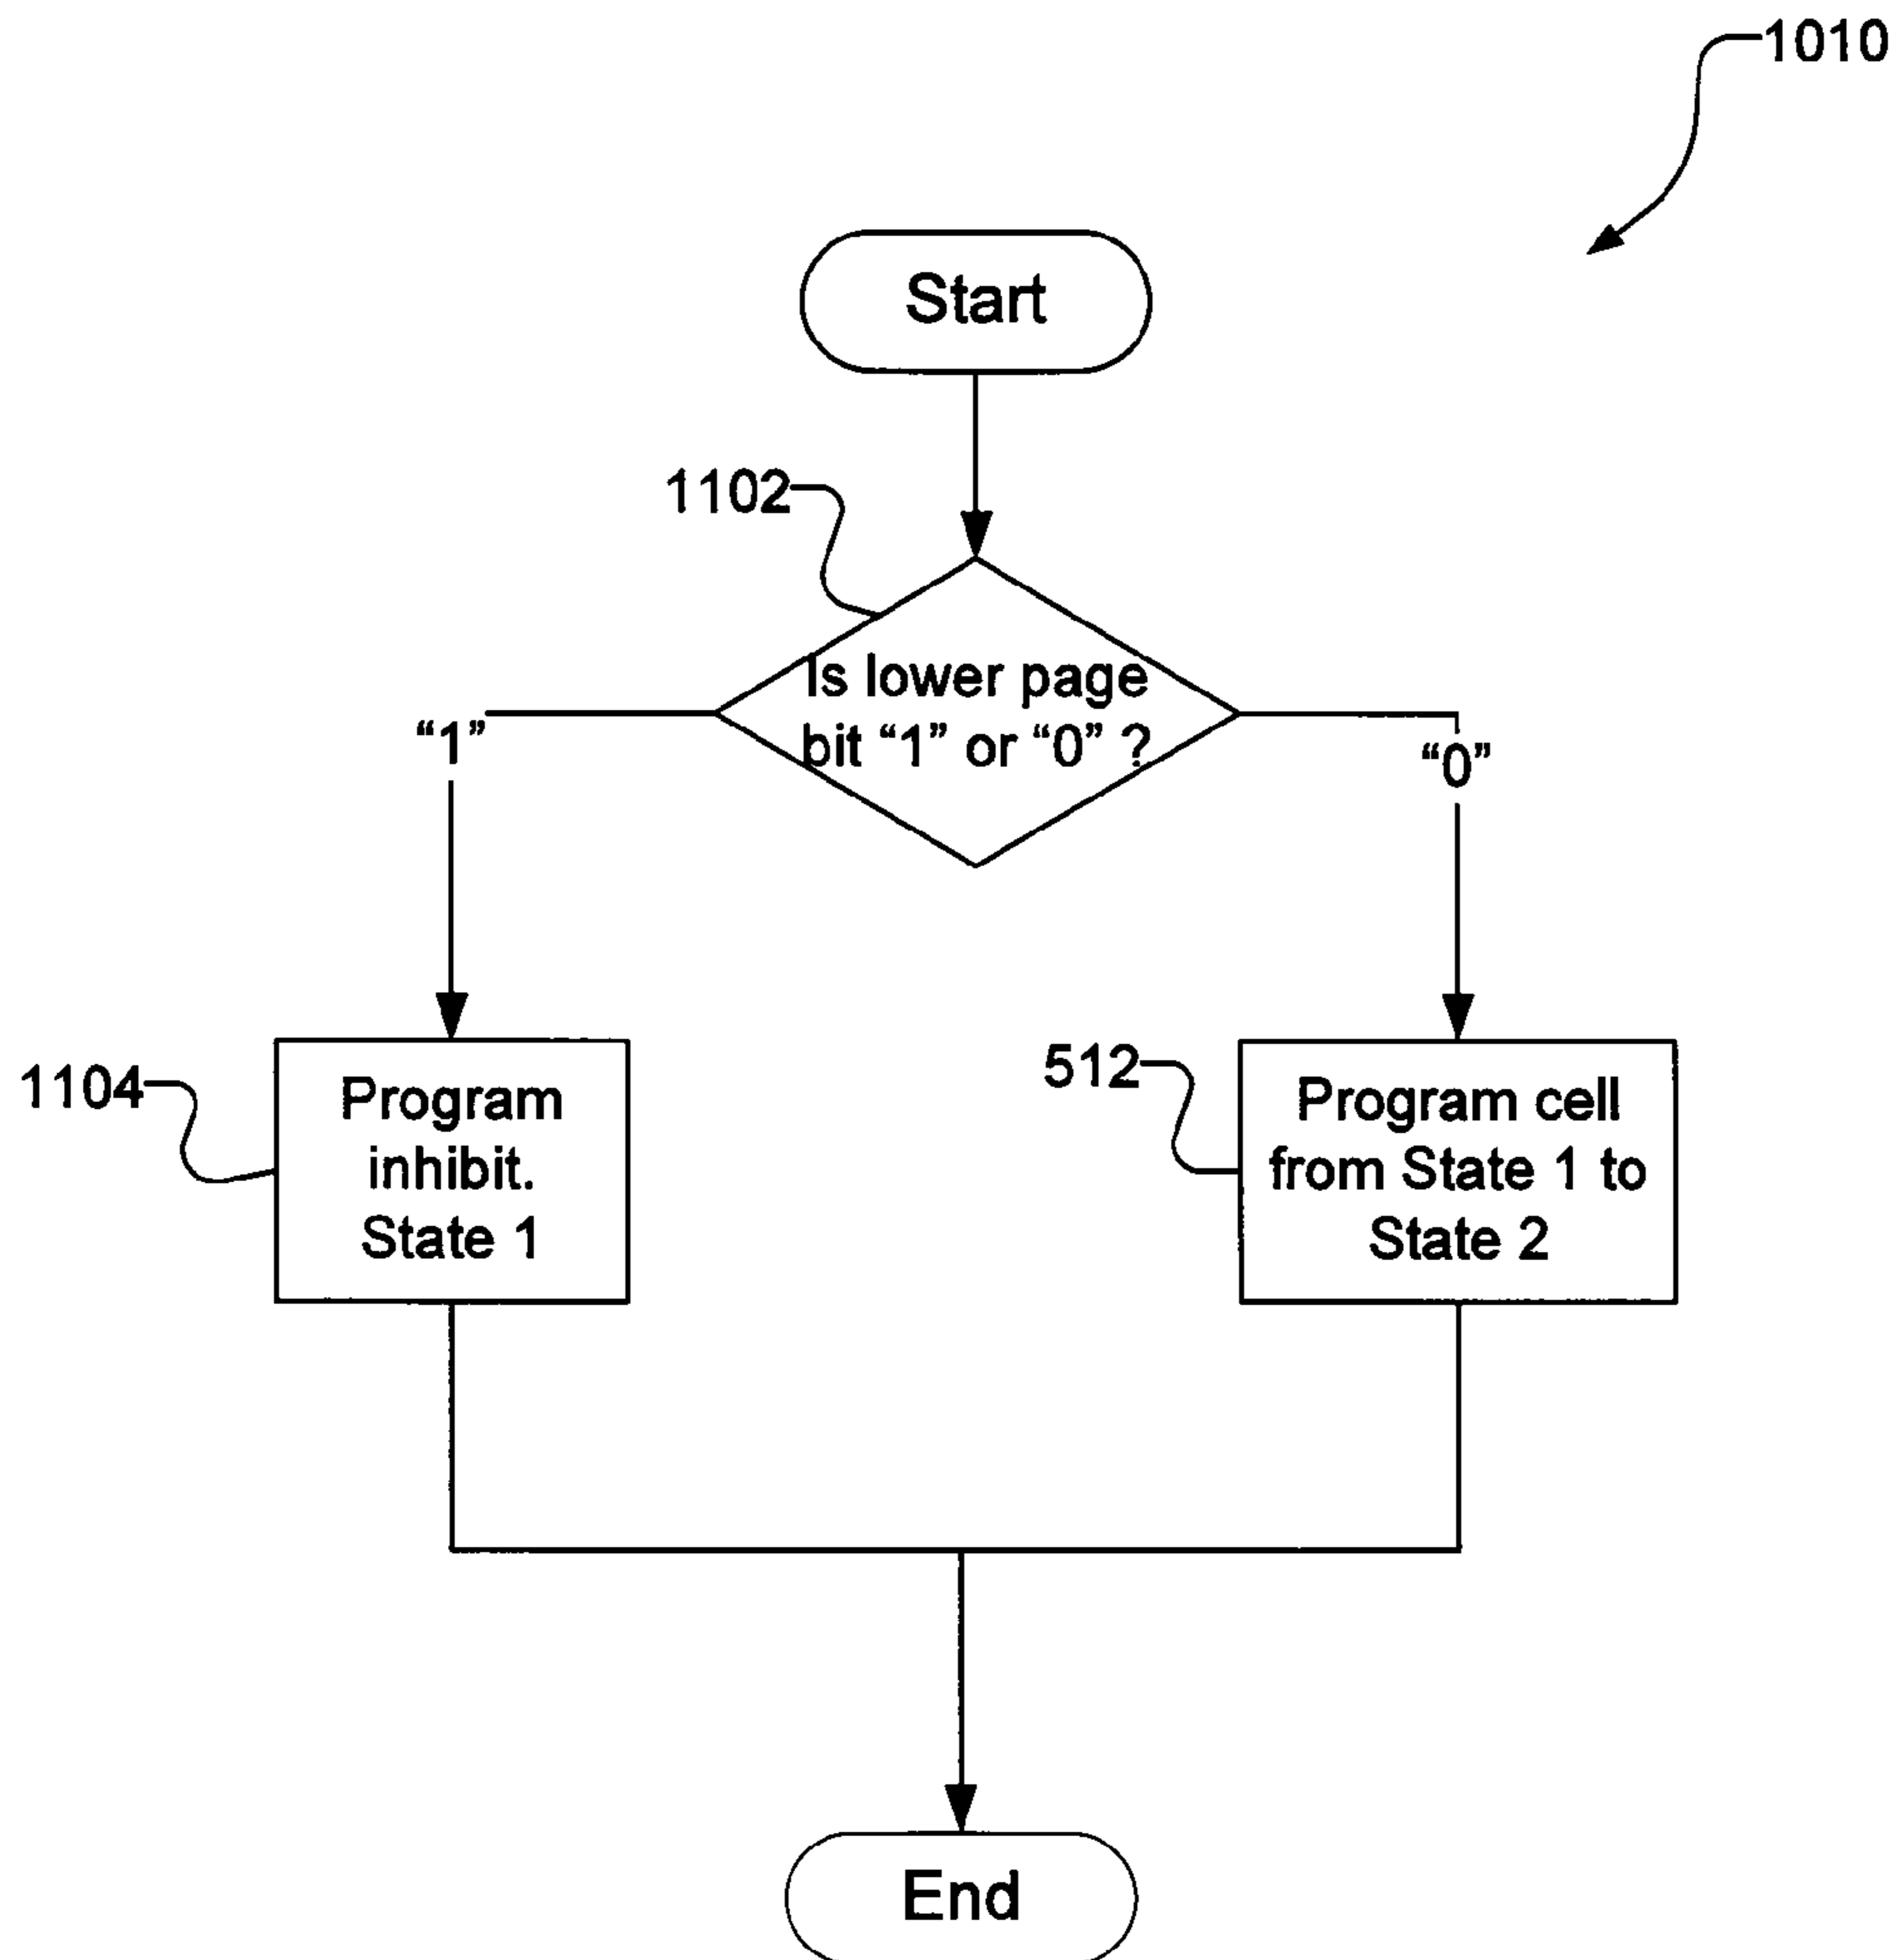 1010
Start
1102
Is lower page
bit “1” or “0” ?
“1”
“0”
1104
Program
inhibit.
State 1
512
Program cell
from State 1 to
State 2
End